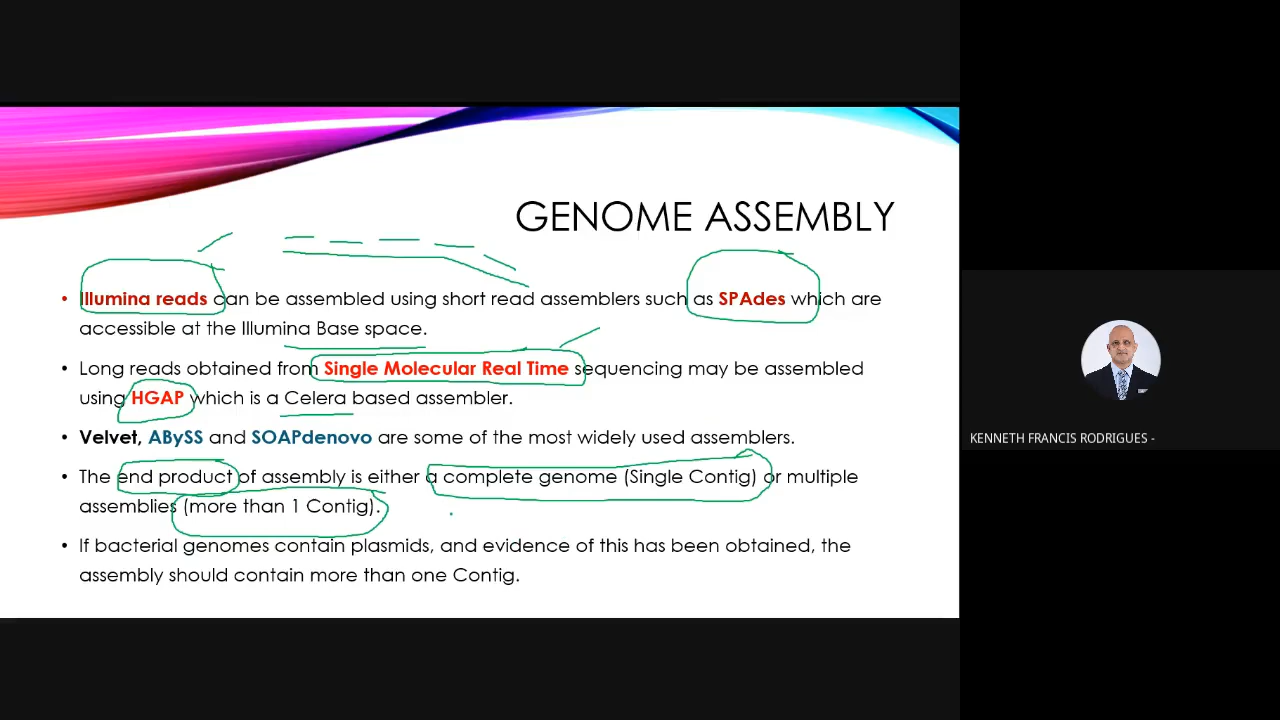 GENOME ASSEMBLY
• Illumina reads can be assembled using short read assemblers such as SPAdes which are
accessible at the Illumina Base space.
• Long reads obtained from Single Molecular Real Time sequencing may be assembled
using HGAP which is a Celera based assembler.
• Velvet, ABySS and SOAPdenovo are some of the most widely used assemblers.
• The end product of assembly is either a complete genome (Single Contig) or multiple
assemblies (more than 1 Contig).
• If bacterial genomes contain plasmids, and evidence of this has been obtained, the
assembly should contain more than one Contig.
KENNETH FRANCIS RODRIGUES -